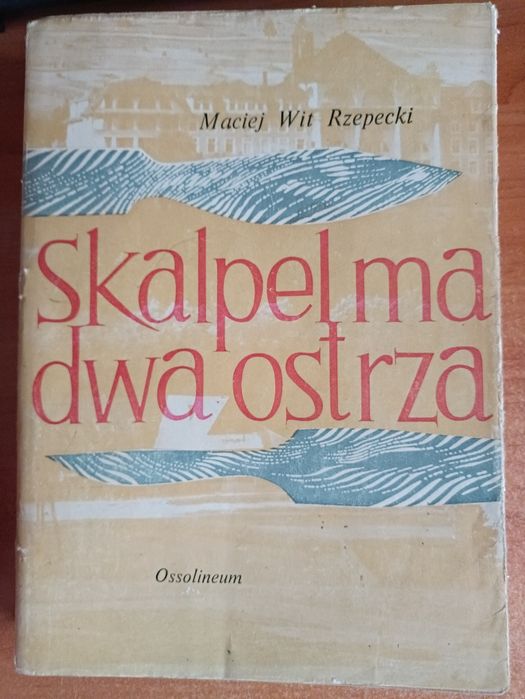 Maciej Wit Rzepecki
Skalpel ma
dwa ostrza
Ossolineum